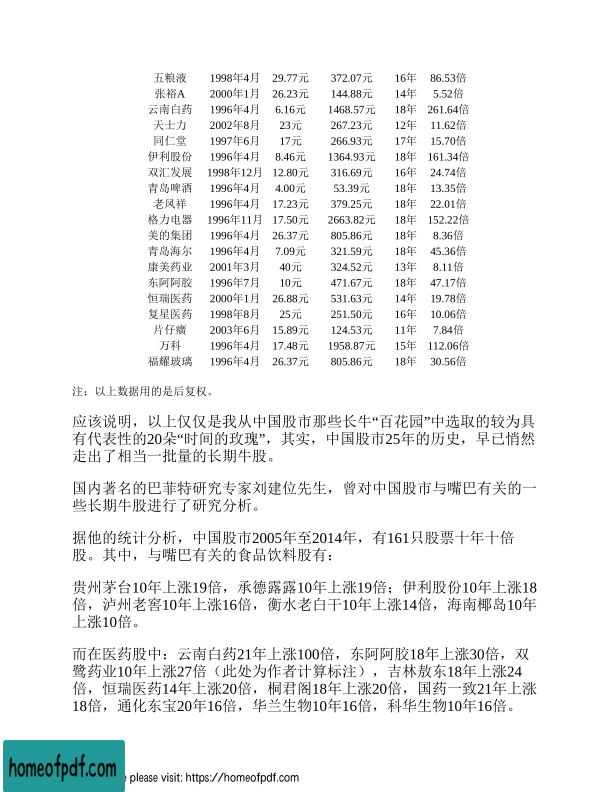 五粮液 1998年4月 29.77元 372.07元 16年 86.53倍
张裕A 2000年1月 26.23元 144.88元 14年 5.52倍
云南白药 1996年4月 6.16元 1468.57元 18年 261.64倍
天士力 2002年8月 23元 267.23元 12年 11.62倍
同仁堂 1997年6月 17元 266.93元 17年 15.70倍
伊利股份 1996年4月 8.46元 1364.93元 18年 161.34倍
双汇发展 1998年12月 12.80元 316.69元 16年 24.74倍
青岛啤酒 1996年4月 4.00元 53.39元 18年 13.35倍
老凤祥 1996年4月 17.23元 379.25元 18年 22.01倍
格力电器 1996年11月 17.50元 2663.82元 18年 152.22倍
美的集团 1996年4月 26.37元 805.86元 18年 8.36倍
青岛海尔 1996年4月 7.09元 321.59元 18年 45.36倍
康美药业 2001年3月 40元 324.52元 13年 8.11倍
东阿阿胶 1996年7月 10元 471.67元 18年 47.17倍
恒瑞医药 2000年1月 26.88元 531.63元 14年 19.78倍
复星医药 1998年8月 25元 251.50元 16年 10.06倍
片仔癀 2003年6月 15.89元 124.53元 11年 7.84倍
万科 1996年4月 17.48元 1958.87元 15年 112.06倍
福耀玻璃 1996年4月 26.37元 805.86元 18年 30.56倍
注：以上数据用的是后复权。
应该说明，以上仅仅是我从中国股市那些长牛“百花园”中选取的较为具
有代表性的20朵“时间的玫瑰”，其实，中国股市25年的历史，早已悄然
走出了相当一批量的长期牛股。
国内著名的巴菲特研究专家刘建位先生，曾对中国股市与嘴巴有关的一
些长期牛股进行了研究分析。
据他的统计分析，中国股市2005年至2014年，有161只股票十年十倍
股。其中，与嘴巴有关的食品饮料股有：
贵州茅台10年上涨19倍，承德露露10年上涨19倍；伊利股份10年上涨18
倍，泸州老窖10年上涨16倍，衡水老白干10年上涨14倍，海南椰岛10年
上涨10倍。
而在医药股中：云南白药21年上涨100倍，东阿阿胶18年上涨30倍，双
鹭药业10年上涨27倍（此处为作者计算标注），吉林敖东18年上涨24
倍，恒瑞医药14年上涨20倍，桐君阁18年上涨20倍，国药一致21年上涨
18倍，通化东宝20年16倍，华兰生物10年16倍，科华生物10年16倍。
homeofpdf.com
e please visit: https://homeofpdf.com